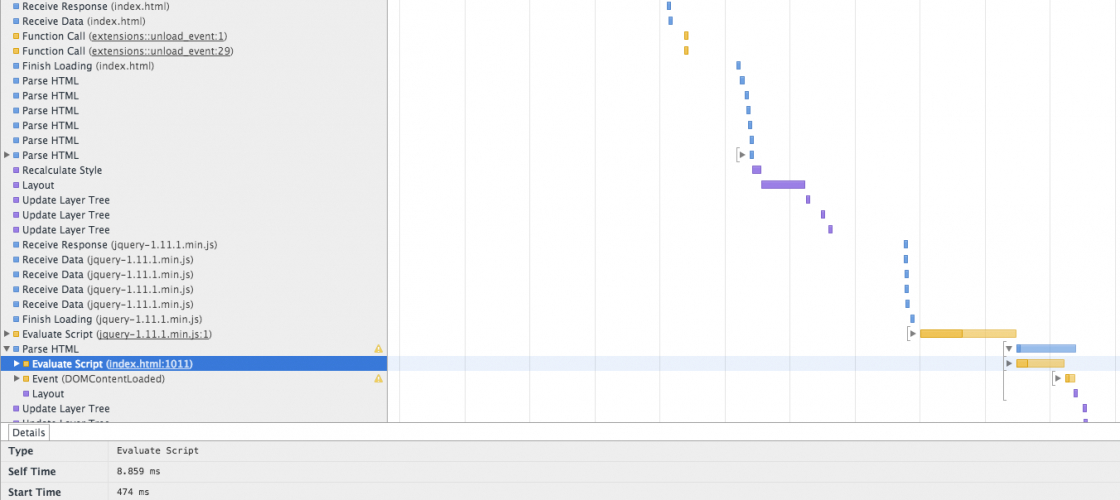 Receive Response (index.html)
Receive Data (index.html)
Function Call (extensions::unload_event:1)
Function Call (extensions::unload_event:29)
Finish Loading (index.html)
Parse HTML
Parse HTML
Parse HTML
Parse HTML
Parse HTML
Parse HTML
Recalculate Style
Layout
Update Layer Tree
Update Layer Tree
Update Layer Tree
Receive Response (jquery-1.11.1.min.js)
Receive Data (jquery-1.11.1.min.js)
Receive Data (jquery-1.11.1.min.js)
Receive Data (jquery-1.11.1.min.js)
Receive Data (jquery-1.11.1.min.js)
Finish Loading (jquery-1.11.1.min.js)
Evaluate Script (jquery-1.11.1.min.js:1)
Parse HTML
Evaluate Script (index.html:1011)
Event (DOMContentLoaded)
Layout
Update Layer Tree
Details
Type Evaluate Script
Self Time 8.859 ms
Start Time 474 ms